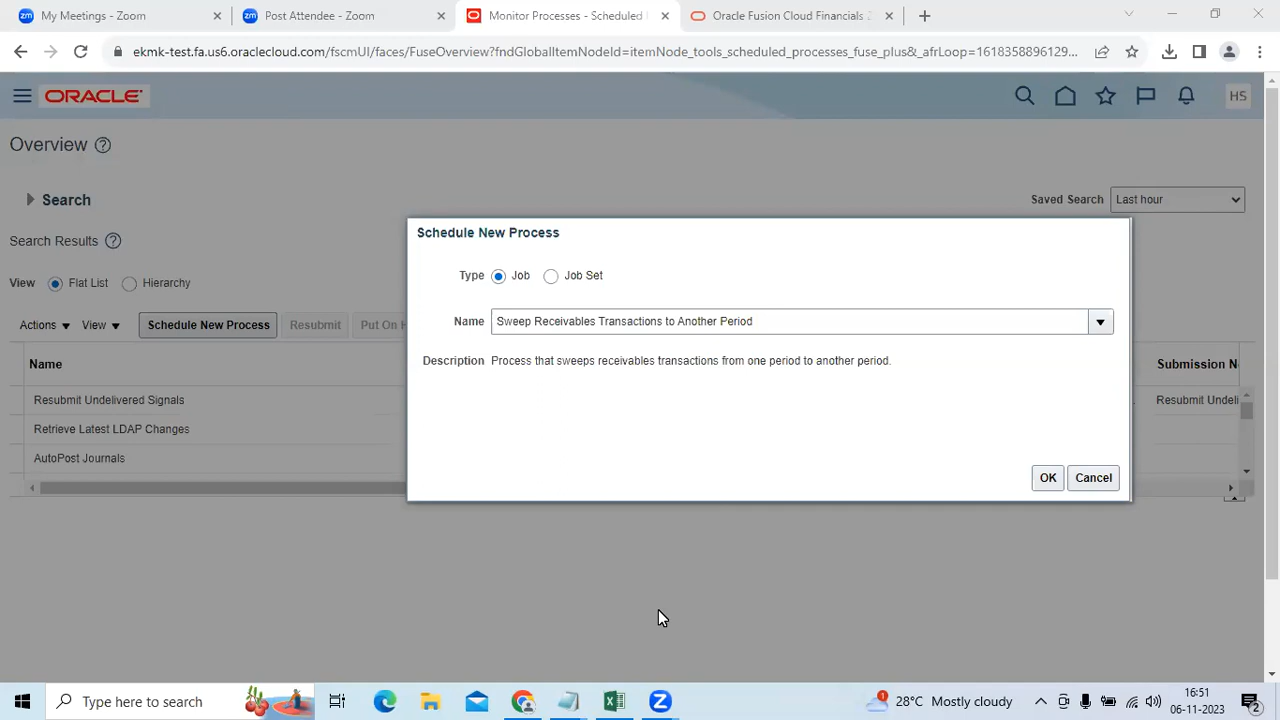 My Meetings - Zoom
Post Attendee - Zoom
Monitor Processes - Scheduled
Oracle Fusion Cloud Financials
ekmk-test.fa.us6.oraclecloud.com/fscmUI/faces/FuseOverview?fndGlobalItemNodeId=itemNode_tools_scheduled_processes_fuse_plus&_afrLoop=1618358896129...
ORACLE
HS
Overview
Search
Saved Search Last hour
Schedule New Process
Search Results
Type Job Job Set
View Flat List Hierarchy
Name Sweep Receivables Transactions to Another Period
Actions View Schedule New Process Resubmit Put On H
Description Process that sweeps receivables transactions from one period to another period.
Name Submission N
Resubmit Undelivered Signals Resubmit Undeli
Retrieve Latest LDAP Changes
AutoPost Journals
OK Cancel
Type here to search
1
28°C Mostly cloudy
16:51
06-11-2023
2